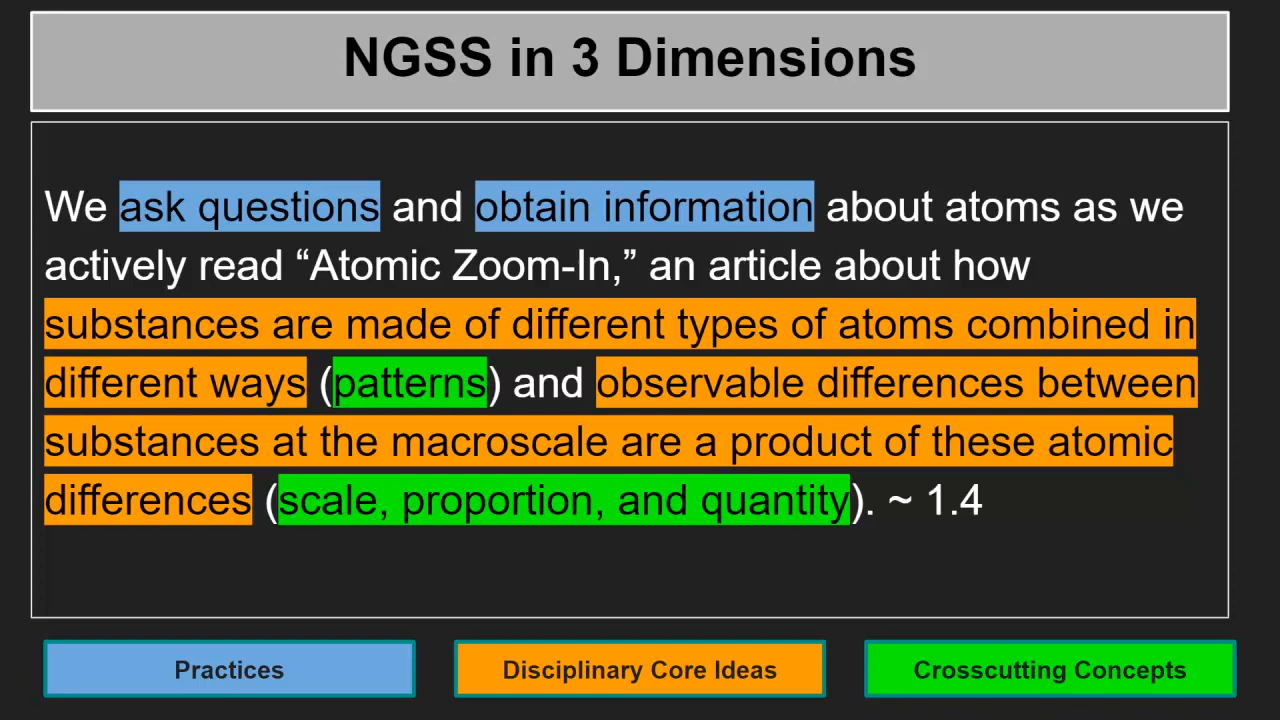 NGSS in 3 Dimensions
We ask questions and obtain information about atoms as we
actively read “Atomic Zoom-In,” an article about how
substances are made of different types of atoms combined in
different ways (patterns) and observable differences between
substances at the macroscale are a product of these atomic
differences (scale, proportion, and quantity). ~ 1.4
Practices
Disciplinary Core Ideas
Crosscutting Concepts